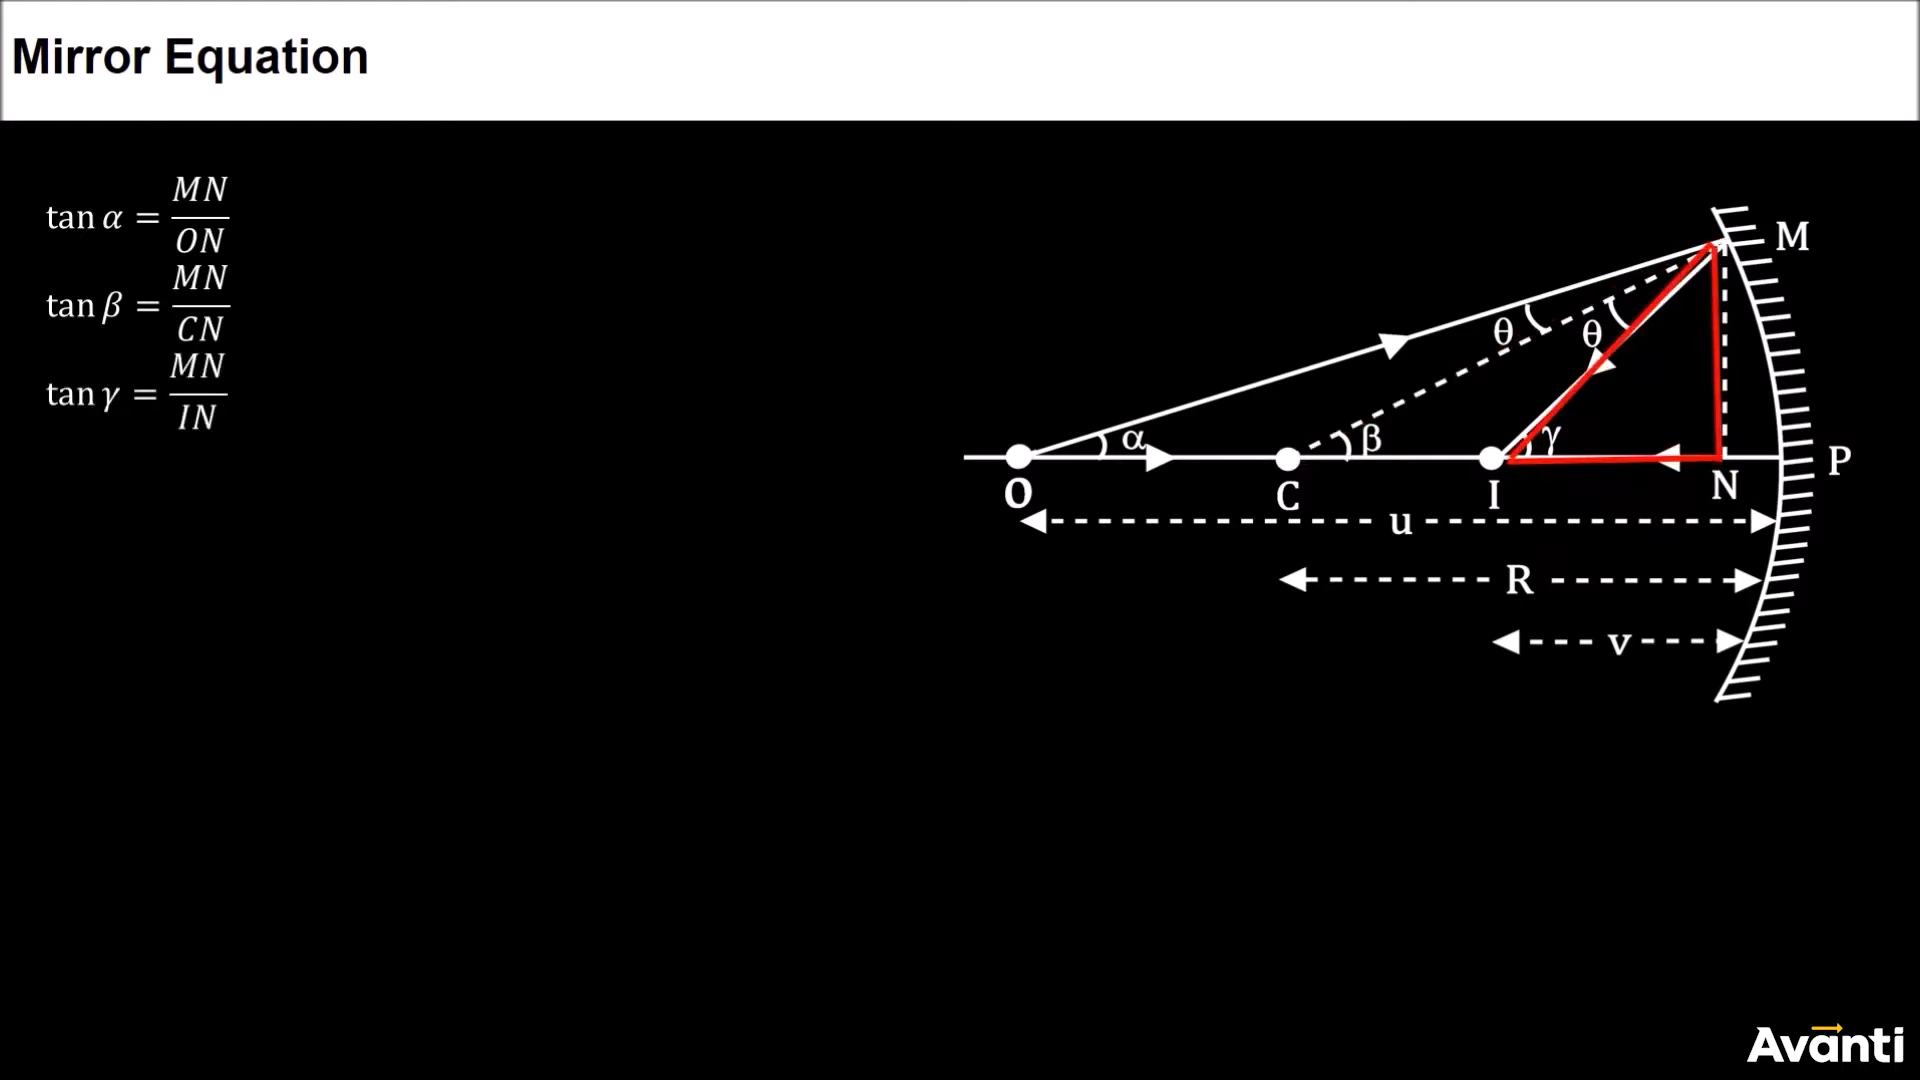 Mirror Equation
tan α = MN/ON
tan β = MN/CN
tan γ = MN/IN
M
θ θ
α β γ
P
O C I N
u
R
v
Avanti